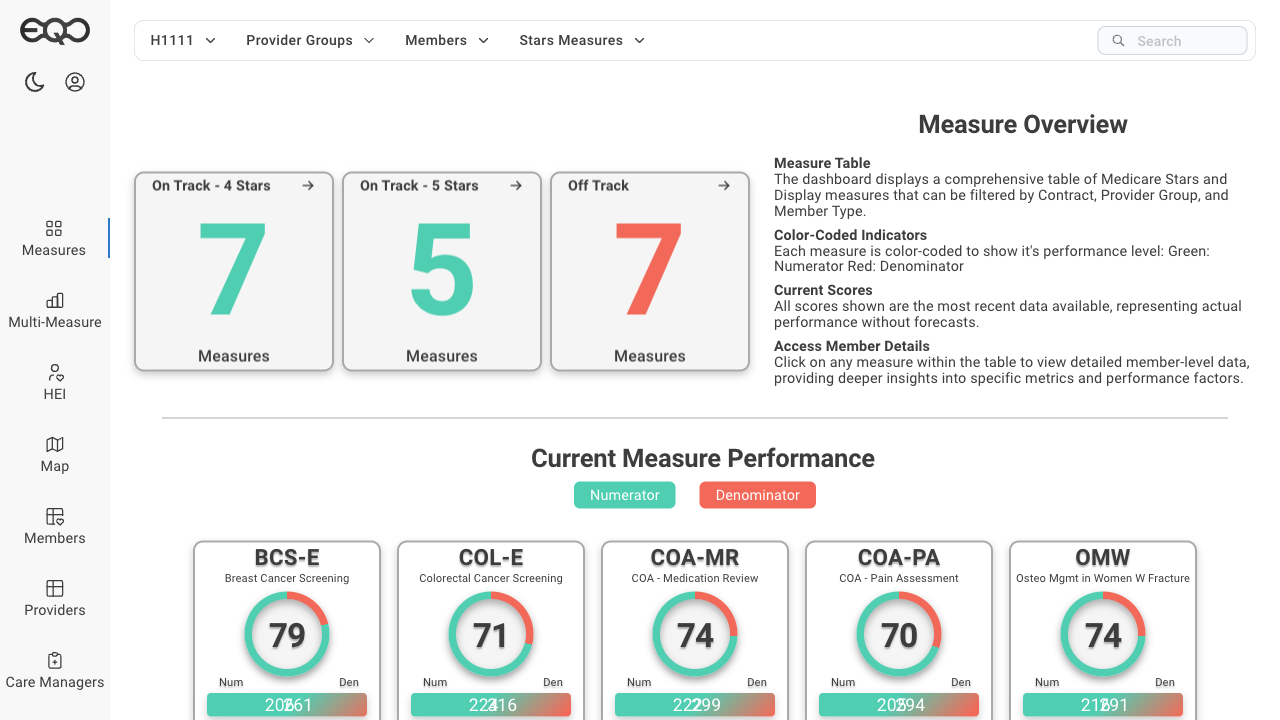 EQO
H1111
Provider Groups
Members
Stars Measures
Search
Measures
Multi-Measure
HEI
Map
Members
Providers
Care Managers
On Track - 4 Stars
7
Measures
On Track - 5 Stars
5
Measures
Off Track
7
Measures
Measure Overview
Measure Table
The dashboard displays a comprehensive table of Medicare Stars and
Display measures that can be filtered by Contract, Provider Group, and
Member Type.
Color-Coded Indicators
Each measure is color-coded to show it's performance level: Green:
Numerator Red: Denominator
Current Scores
All scores shown are the most recent data available, representing actual
performance without forecasts.
Access Member Details
Click on any measure within the table to view detailed member-level data,
providing deeper insights into specific metrics and performance factors.
Current Measure Performance
Numerator
Denominator
BCS-E
Breast Cancer Screening
79
Num
Den
COL-E
Colorectal Cancer Screening
71
Num
Den
COA-MR
COA - Medication Review
74
Num
Den
COA-PA
COA - Pain Assessment
70
Num
Den
OMW
Osteo Mgmt in Women W Fracture
74
Num
Den